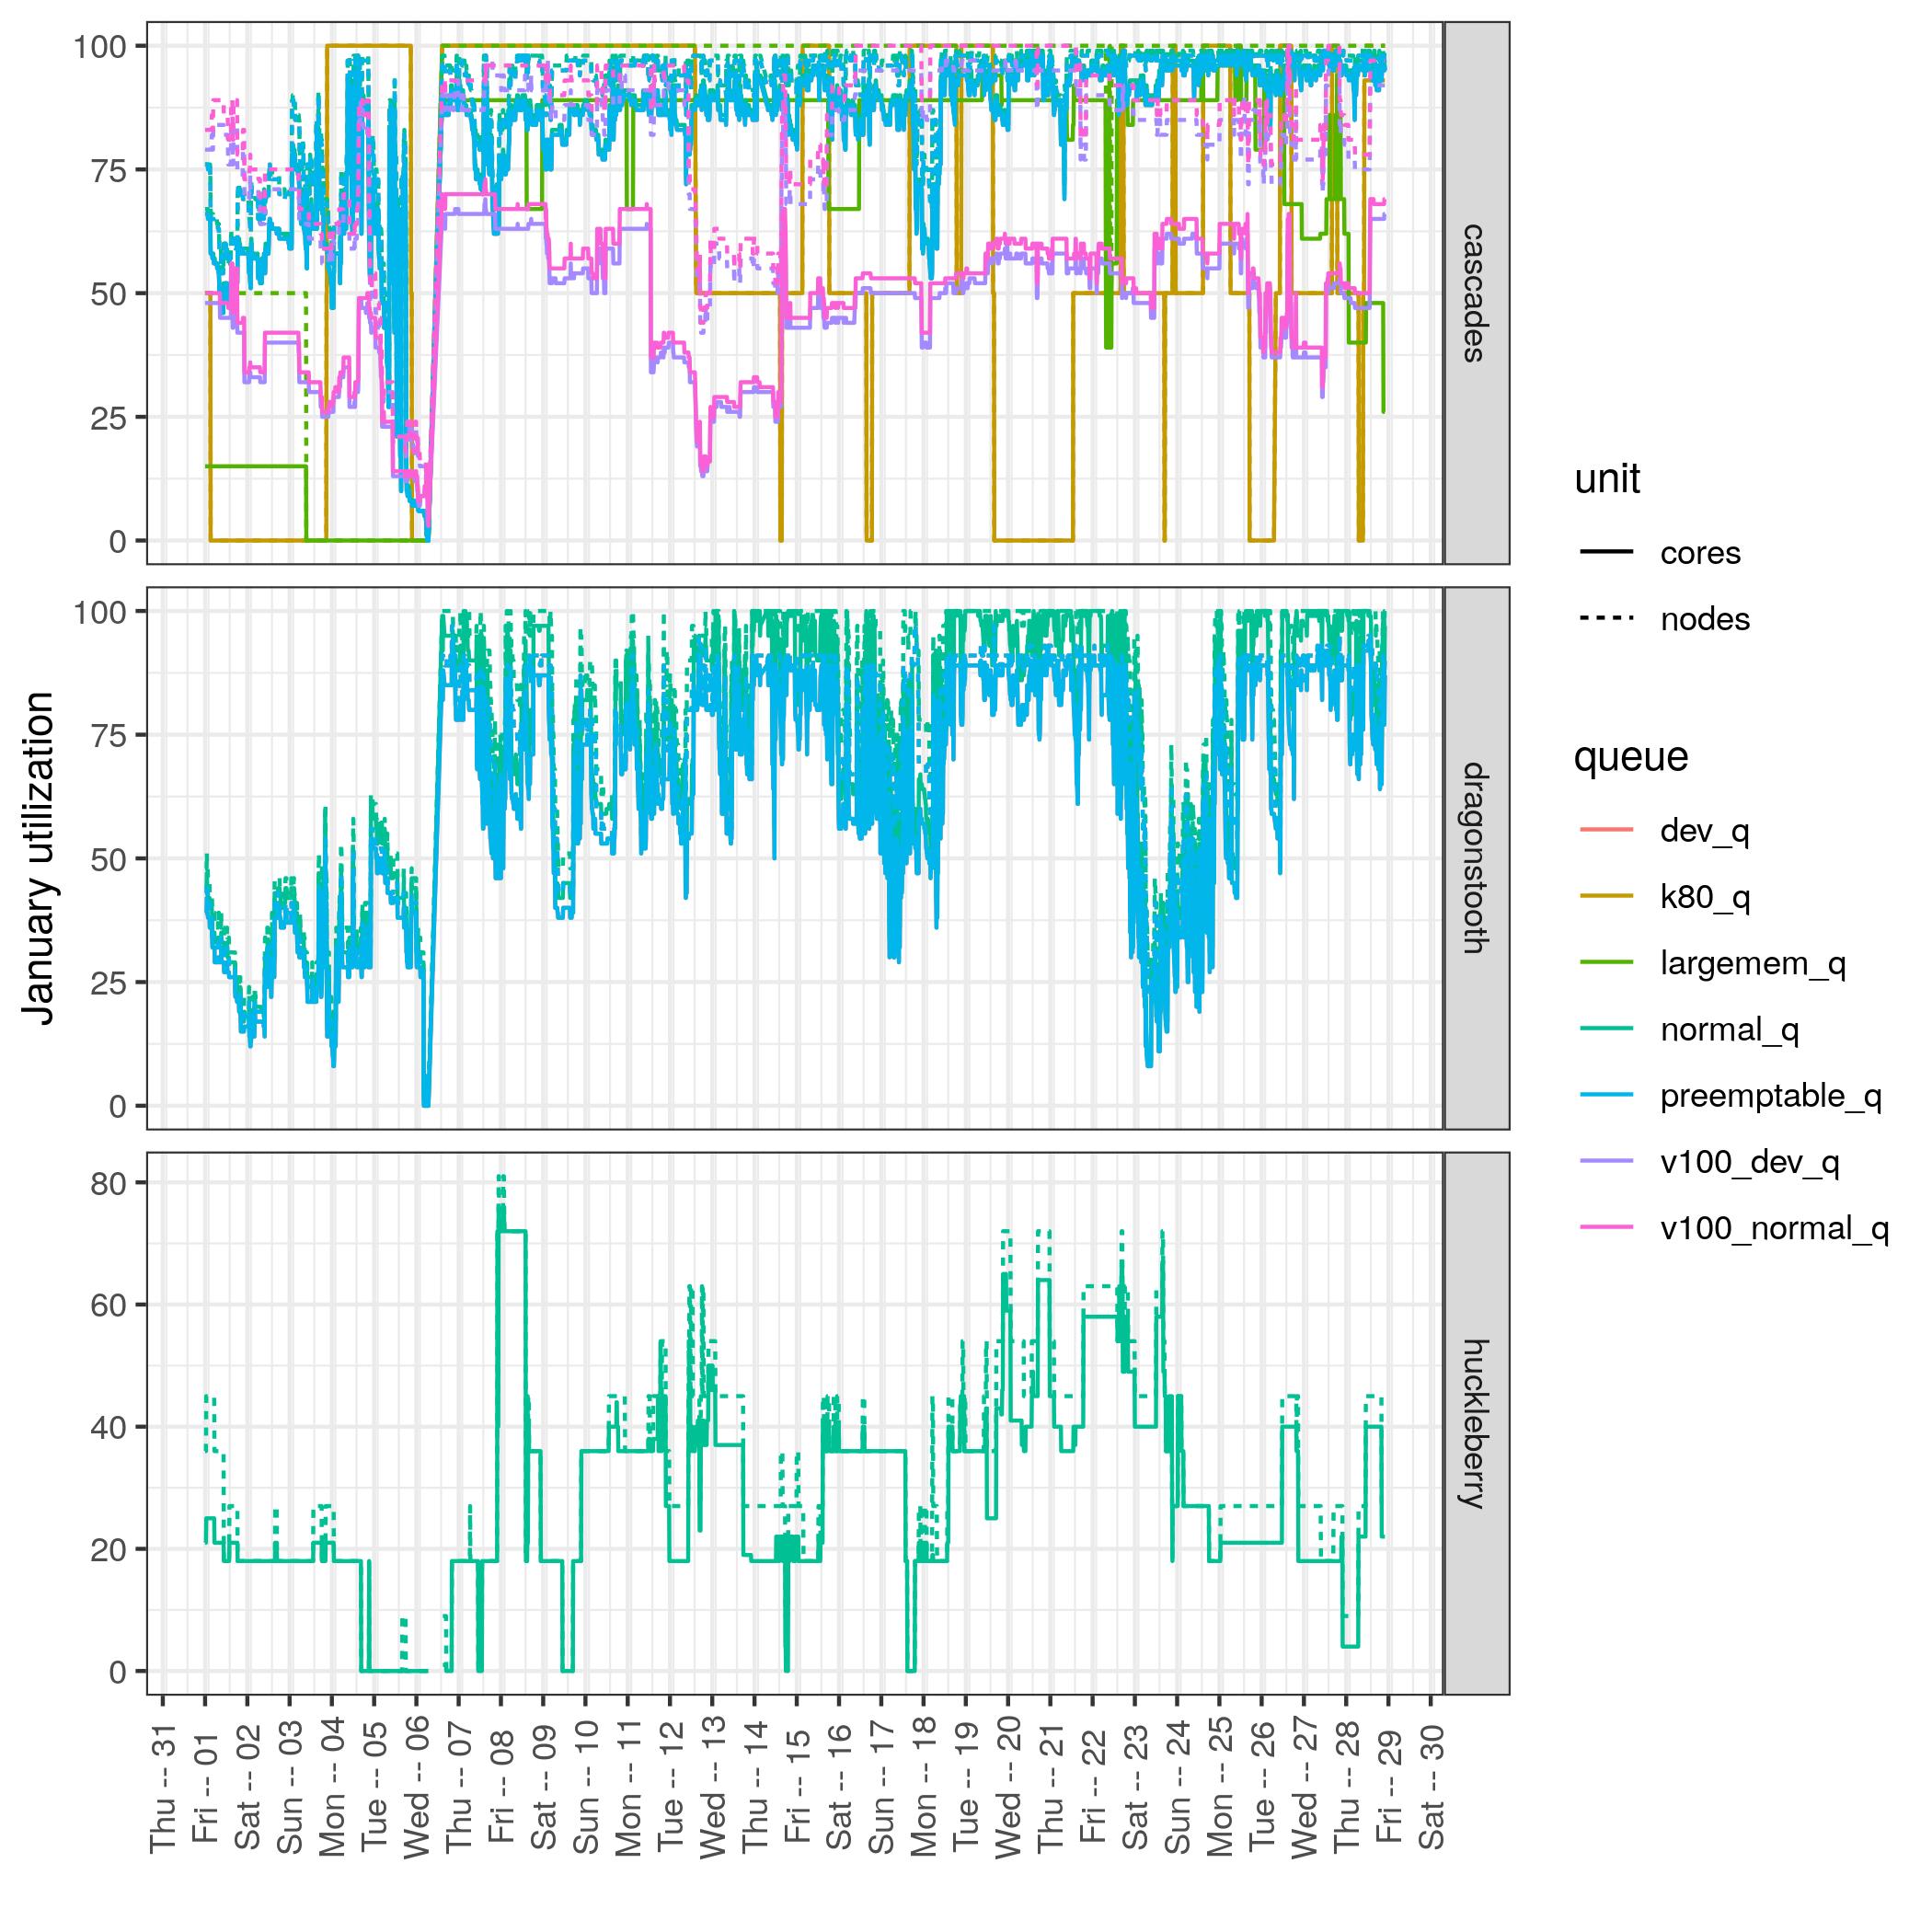 January utilization
100
75
50
25
0
cascades
100
75
50
25
0
dragonstooth
80
60
40
20
0
huckleberry
Thu -- 31
Fri -- 01
Sat -- 02
Sun -- 03
Mon -- 04
Tue -- 05
Wed -- 06
Thu -- 07
Fri -- 08
Sat -- 09
Sun -- 10
Mon -- 11
Tue -- 12
Wed -- 13
Thu -- 14
Fri -- 15
Sat -- 16
Sun -- 17
Mon -- 18
Tue -- 19
Wed -- 20
Thu -- 21
Fri -- 22
Sat -- 23
Sun -- 24
Mon -- 25
Tue -- 26
Wed -- 27
Thu -- 28
Fri -- 29
Sat -- 30
unit
cores
nodes
queue
dev_q
k80_q
largemem_q
normal_q
preemptable_q
v100_dev_q
v100_normal_q